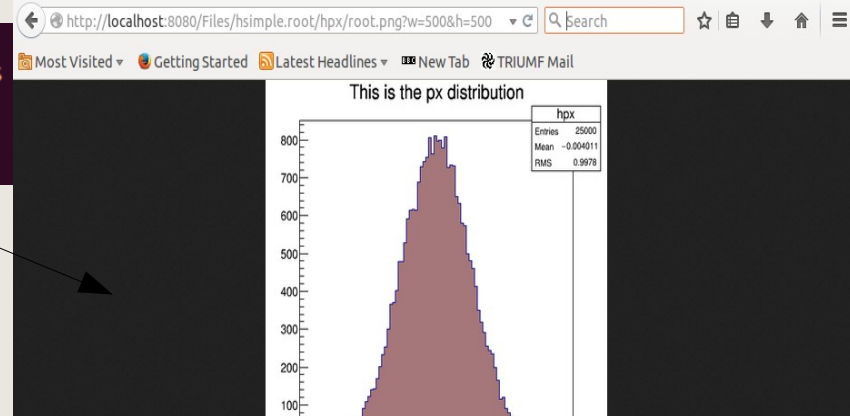 http://localhost:8080/Files/hsimple.root/hpx/root.png?w=500&h=500
Search
Most Visited
Getting Started
Latest Headlines
New Tab
TRIUMF Mail
This is the px distribution
hpx
Entries 25000
Mean -0.004011
RMS 0.9978
800
700
600
500
400
300
200
100